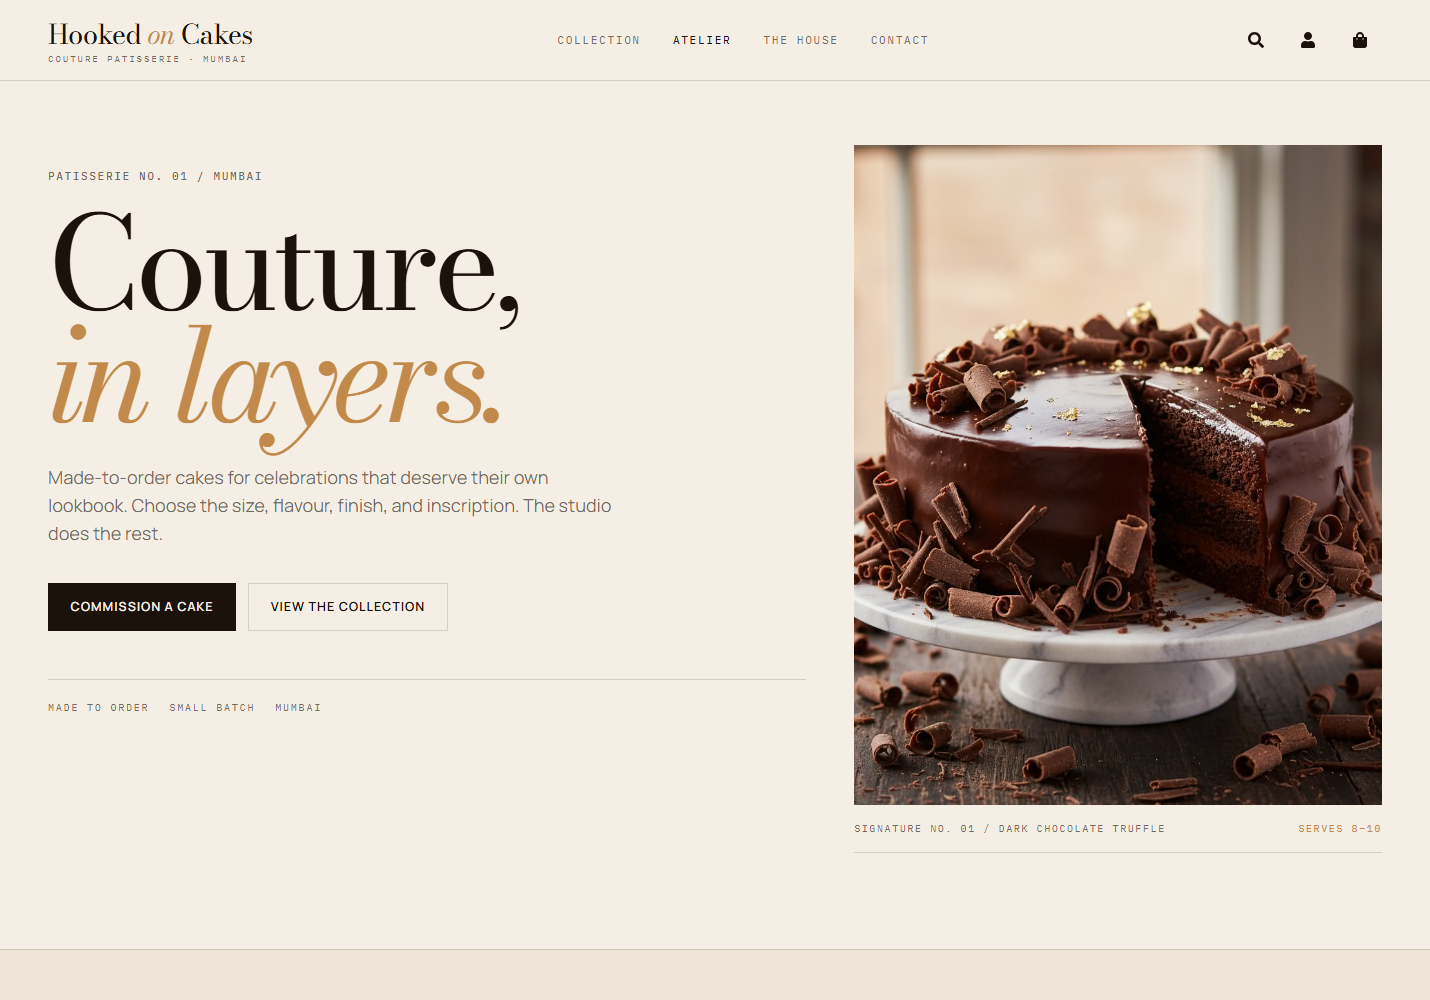 Hooked on Cakes
COUTURE PATISSERIE · MUMBAI
COLLECTION
ATELIER
THE HOUSE
CONTACT
PATISSERIE NO. 01 / MUMBAI
Couture,
in layers.
Made-to-order cakes for celebrations that deserve their own
lookbook. Choose the size, flavour, finish, and inscription. The studio
does the rest.
COMMISSION A CAKE
VIEW THE COLLECTION
MADE TO ORDER
SMALL BATCH
MUMBAI
SIGNATURE NO. 01 / DARK CHOCOLATE TRUFFLE
SERVES 8–10